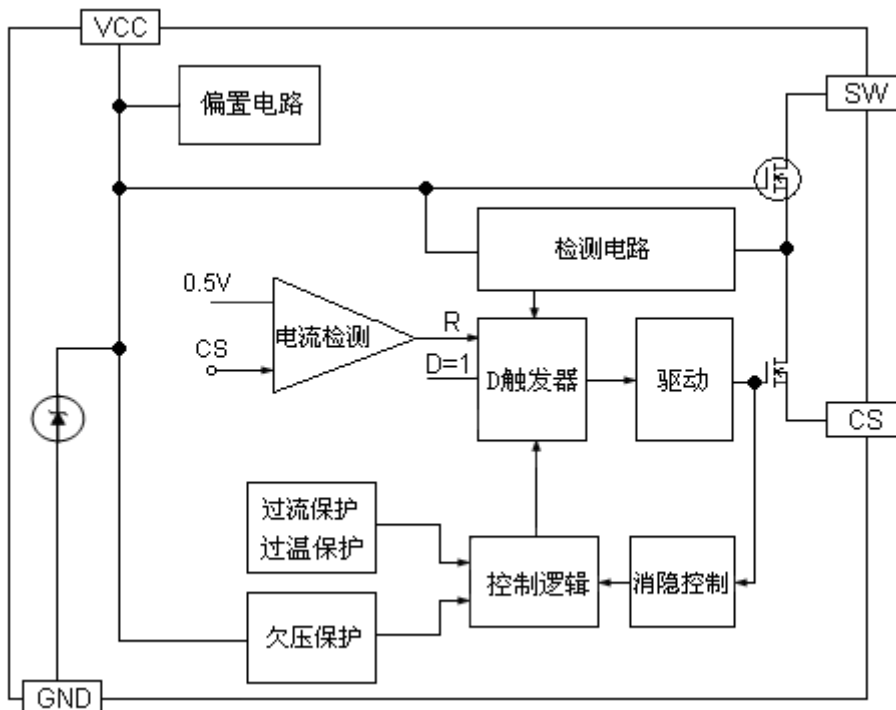 VCC
偏置电路
SW
检测电路
0.5V
电流检测
CS
R
D=1
D触发器
驱动
CS
过流保护
过温保护
控制逻辑
消隐控制
欠压保护
GND